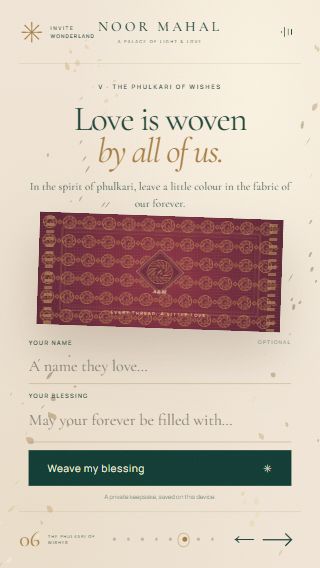 INVITE
WONDERLAND
NOOR MAHAL
A PALACE OF LIGHT & LOVE
V · THE PHULKARI OF WISHES
Love is woven
by all of us.
In the spirit of phulkari, leave a little colour in the fabric of
our forever.
A&M
EVERY THREAD, A LITTLE LOVE
YOUR NAME
OPTIONAL
A name they love...
YOUR BLESSING
May your forever be filled with...
Weave my blessing
A private keepsake, saved on this device.
06
THE PHULKARI OF
WISHES